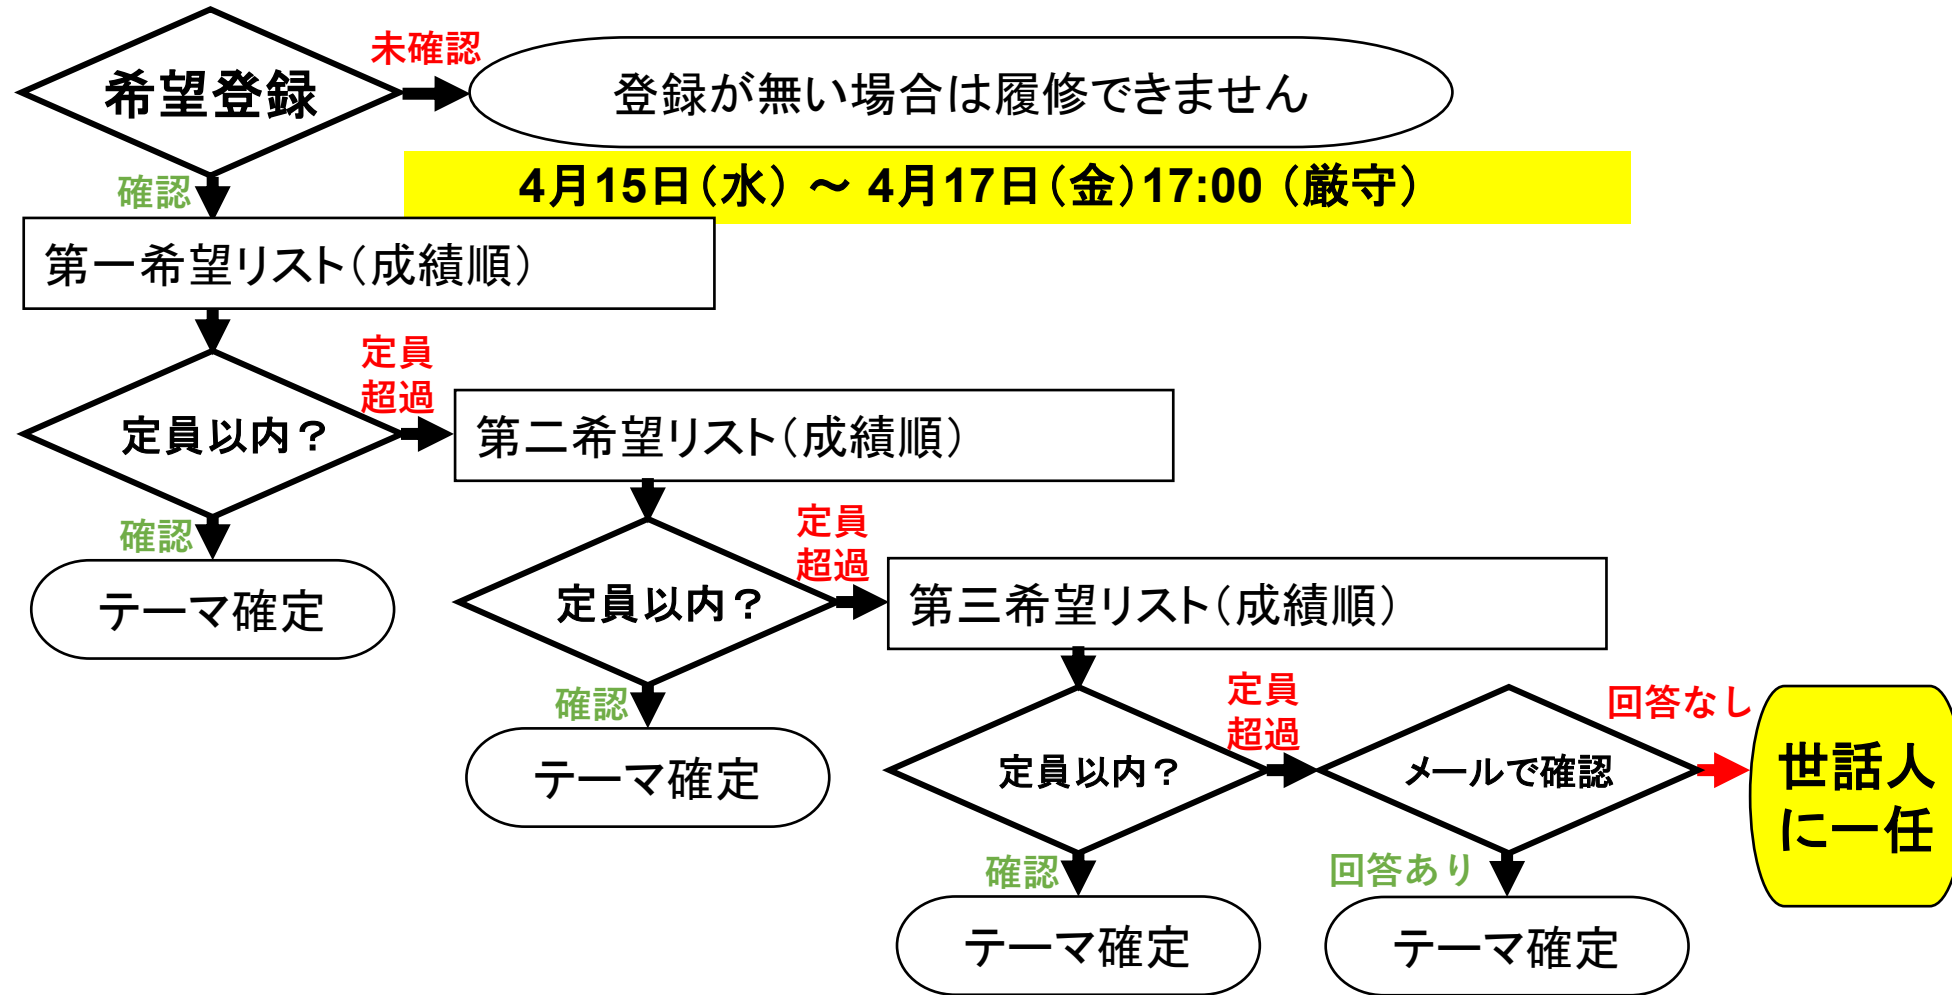 未確認
希望登録
登録が無い場合は履修できません
確認
4月15日（水）～ 4月17日（金）17:00（厳守）
第一希望リスト（成績順）
定員
超過
定員以内？
第二希望リスト（成績順）
確認
テーマ確定
定員
超過
定員以内？
第三希望リスト（成績順）
確認
テーマ確定
定員
超過
定員以内？
メールで確認
回答なし
世話人
に一任
確認
回答あり
テーマ確定
テーマ確定